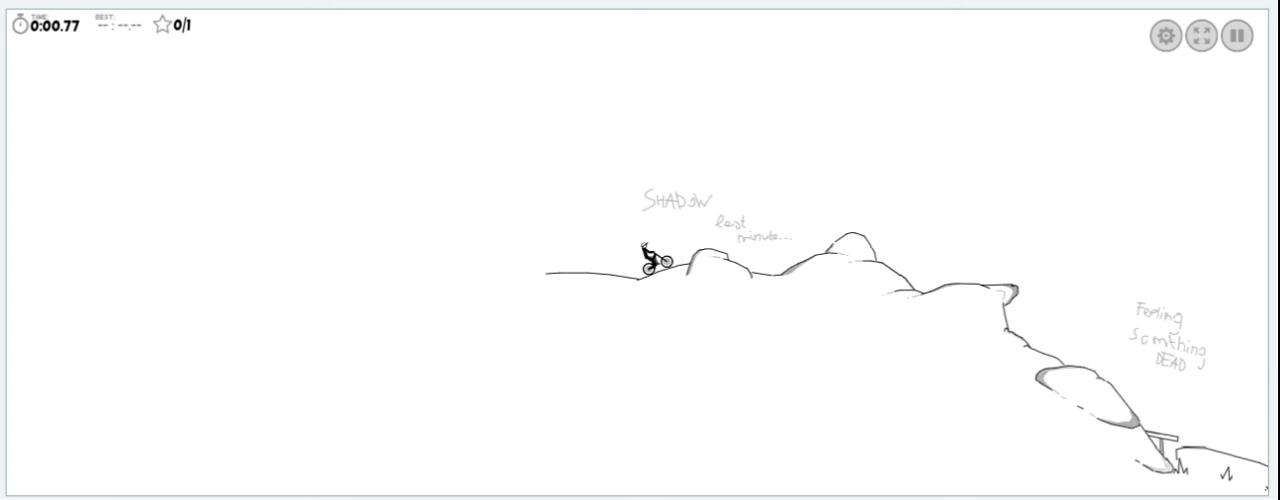 TIME:
0:00.77
BEST:
--:--.--
0/1
SHADOW
last
minute...
Feeling
Somthing
DEAD